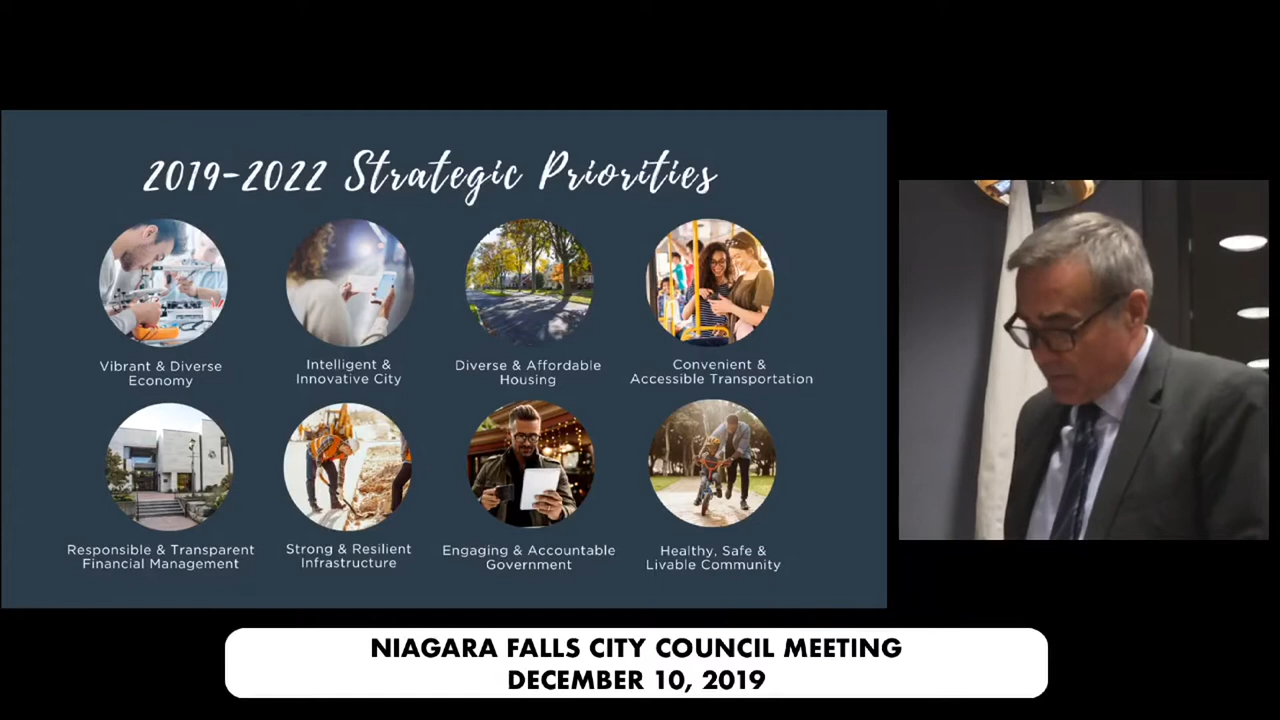 2019-2022 Strategic Priorities
Vibrant & Diverse
Economy
Intelligent &
Innovative City
Diverse & Affordable
Housing
Convenient &
Accessible Transportation
Responsible & Transparent
Financial Management
Strong & Resilient
Infrastructure
Engaging & Accountable
Government
Healthy, Safe &
Livable Community
NIAGARA FALLS CITY COUNCIL MEETING
DECEMBER 10, 2019